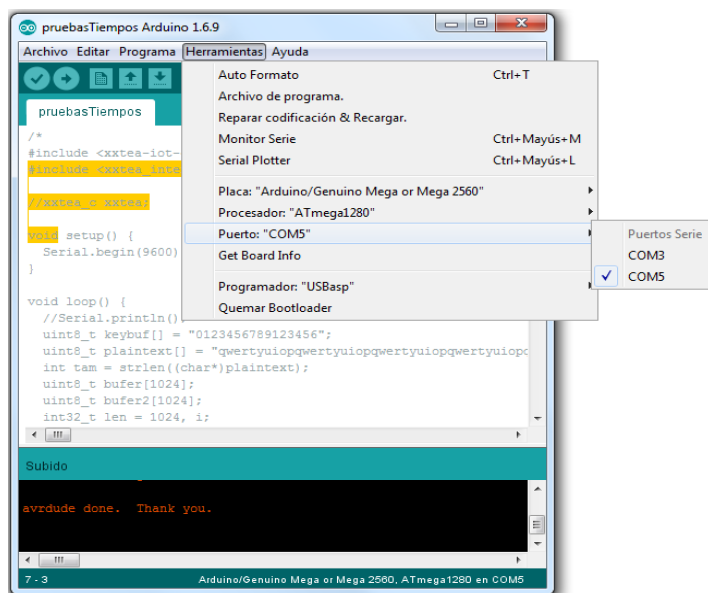 pruebasTiempos Arduino 1.6.9
Archivo Editar Programa Herramientas Ayuda
pruebasTiempos
Auto Formato Ctrl+T
Archivo de programa.
Reparar codificación & Recargar.
Monitor Serie Ctrl+Mayús+M
Serial Plotter Ctrl+Mayús+L
Placa: "Arduino/Genuino Mega or Mega 2560"
Procesador: "ATmega1280"
Puerto: "COM5"
Get Board Info
Programador: "USBasp"
Quemar Bootloader
Puertos Serie
COM3
COM5
/*
#include <xxtea-iot-
#include <xxtea_inte
//xxtea_c xxtea;
void setup() {
Serial.begin(9600)
}
void loop() {
//Serial.println()
uint8_t keybuf[] = "0123456789123456";
uint8_t plaintext[] = "qwertyuiopqwertyuiopqwertyuiopqwertyuiopc
int tam = strlen((char*)plaintext);
uint8_t bufer[1024];
uint8_t bufer2[1024];
int32_t len = 1024, i;
Subido
avrdude done. Thank you.
7 - 3 Arduino/Genuino Mega or Mega 2560, ATmega1280 en COM5